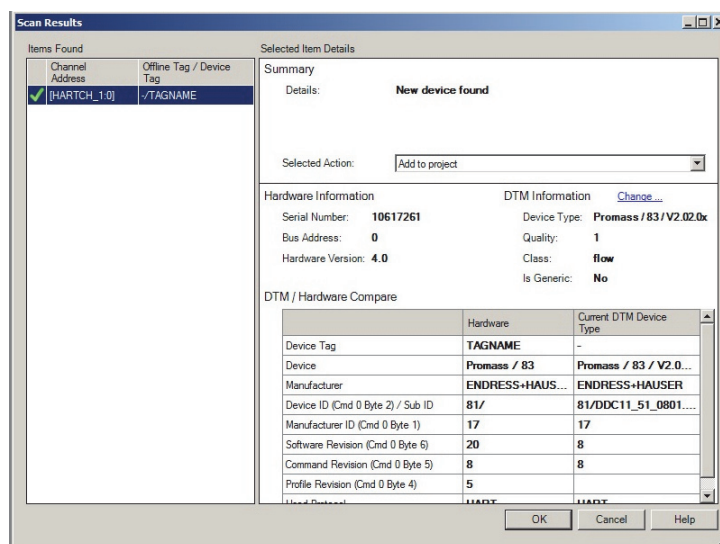 Scan Results
Items Found
Selected Item Details
Channel Address
Offline Tag / Device Tag
[HARTCH_1:0]
-/TAGNAME
Summary
Details: New device found
Selected Action: Add to project
Hardware Information
DTM Information Change ...
Serial Number: 10617261
Device Type: Promass / 83 / V2.02.0x
Bus Address: 0
Quality: 1
Hardware Version: 4.0
Class: flow
Is Generic: No
DTM / Hardware Compare
Hardware
Current DTM Device Type
Device Tag TAGNAME -
Device Promass / 83 Promass / 83 / V2.0...
Manufacturer ENDRESS+HAUS... ENDRESS+HAUSER
Device ID (Cmd 0 Byte 2) / Sub ID 81/ 81/DDC11_51_0801....
Manufacturer ID (Cmd 0 Byte 1) 17 17
Software Revision (Cmd 0 Byte 6) 20 8
Command Revision (Cmd 0 Byte 5) 8 8
Profile Revision (Cmd 0 Byte 4) 5
HART HART
OK Cancel Help